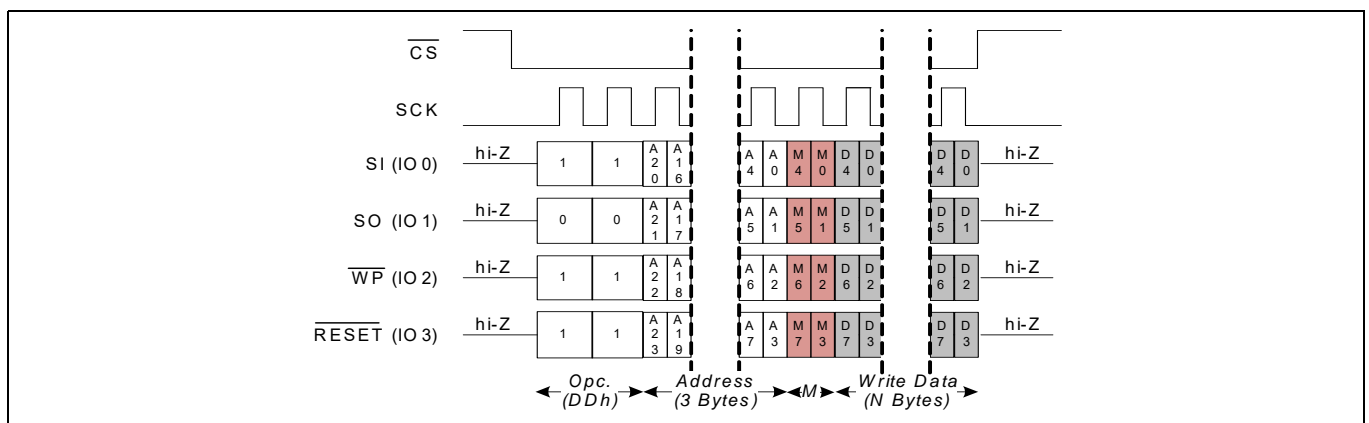 CS
SCK
SI (IO 0) hi-Z 1 1 A20 A16 A4 A0 M4 M0 D4 D0 D4 D0 hi-Z
SO (IO 1) hi-Z 0 0 A21 A17 A5 A1 M5 M1 D5 D1 D5 D1 hi-Z
WP (IO 2) hi-Z 1 1 A22 A18 A6 A2 M6 M2 D6 D2 D6 D2 hi-Z
RESET (IO 3) hi-Z 1 1 A23 A19 A7 A3 M7 M3 D7 D3 D7 D3 hi-Z
Opc. Address M Write Data
(DDh) (3 Bytes) (N Bytes)